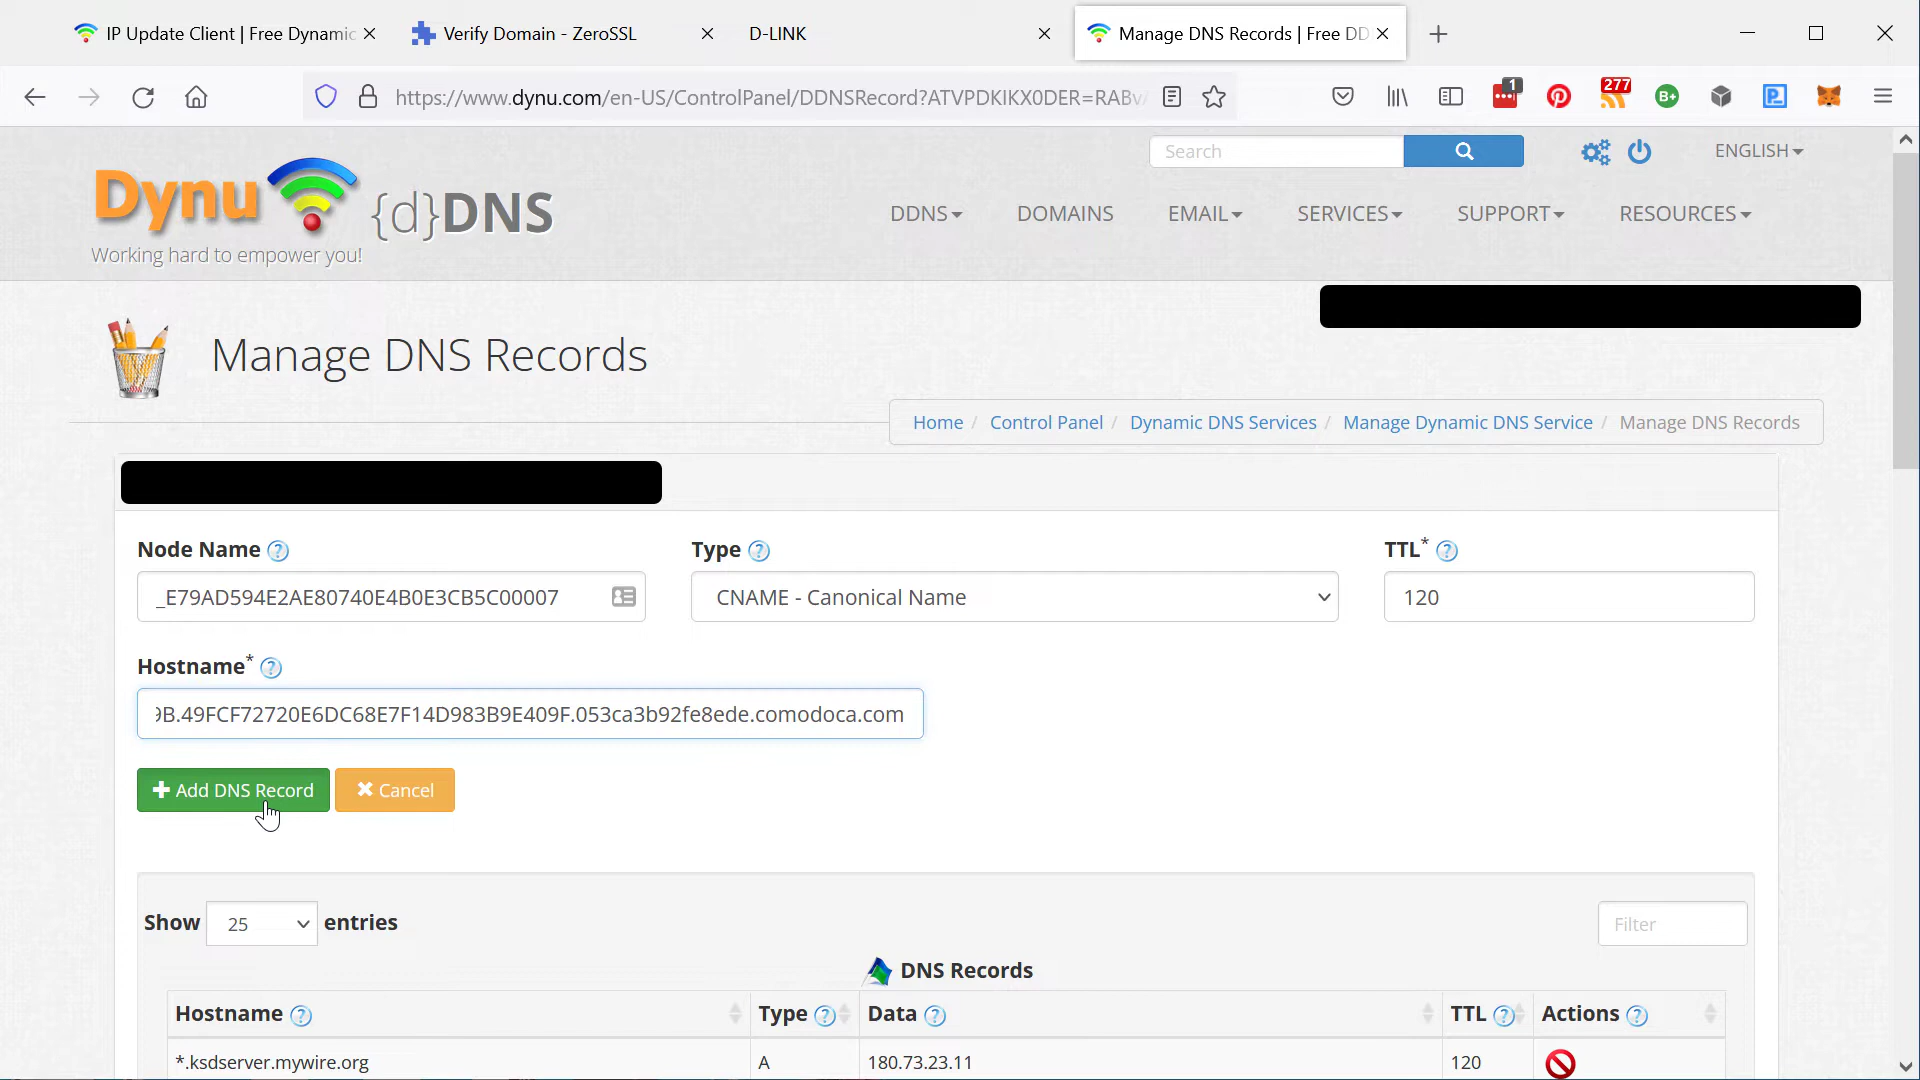 IP Update Client | Free Dynamic
Verify Domain - ZeroSSL
D-LINK
Manage DNS Records | Free DD
https://www.dynu.com/en-US/ControlPanel/DDNSRecord?ATVPDKIKX0DER=RABv
1
277
B+
Search
ENGLISH
Dynu {d}DNS
Working hard to empower you!
DDNS
DOMAINS
EMAIL
SERVICES
SUPPORT
RESOURCES
Manage DNS Records
Home / Control Panel / Dynamic DNS Services / Manage Dynamic DNS Service / Manage DNS Records
Node Name ?
Type ?
TTL* ?
_E79AD594E2AE80740E4B0E3CB5C00007
CNAME - Canonical Name
120
Hostname* ?
9B.49FCF72720E6DC68E7F14D983B9E409F.053ca3b92fe8ede.comodoca.com
Add DNS Record
Cancel
Show 25 entries
Filter
DNS Records
Hostname ?
Type ?
Data ?
TTL ?
Actions ?
*.ksdserver.mywire.org
A
180.73.23.11
120